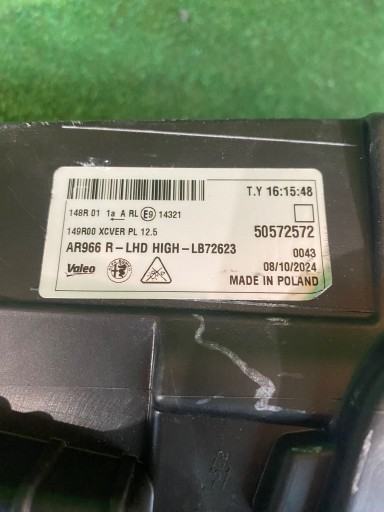 T.Y 16:15:48
148R 01 1a A RL E9 14321
149R00 XCVER PL 12.5
50572572
AR966 R-LHD HIGH-LB72623
0043
08/10/2024
Valeo
MADE IN POLAND